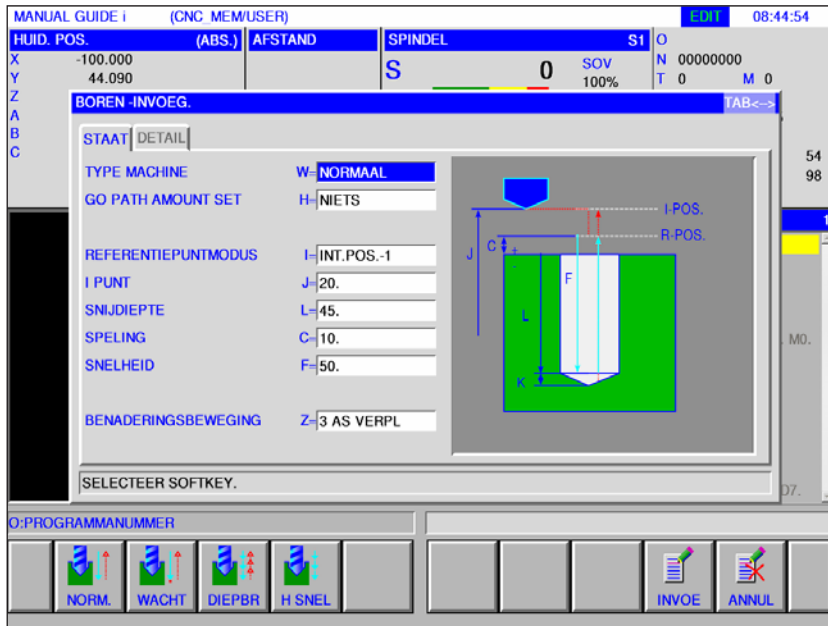 MANUAL GUIDE i (CNC_MEM/USER) EDIT 08:44:54
HUID. POS. (ABS.) AFSTAND SPINDEL S1 O
X -100.000 S 0 SOV N 00000000
Y 44.090 100% T 0 M 0
Z
A
B
C
54
98
BOREN -INVOEG. TAB<-->
STAAT DETAIL
TYPE MACHINE W= NORMAAL
GO PATH AMOUNT SET H= NIETS
REFERENTIEPUNTMODUS I= INT.POS.-1
I PUNT J= 20.
SNIJDIEPTE L= 45.
SPELING C= 10.
SNELHEID F= 50.
BENADERINGSBEWEGING Z= 3 AS VERPL
I-POS.
R-POS.
J
C +
F
L
K
1
M0.
SELECTEER SOFTKEY.
D7.
O:PROGRAMMANUMMER
NORM. WACHT DIEPBR H SNEL INVOE ANNUL